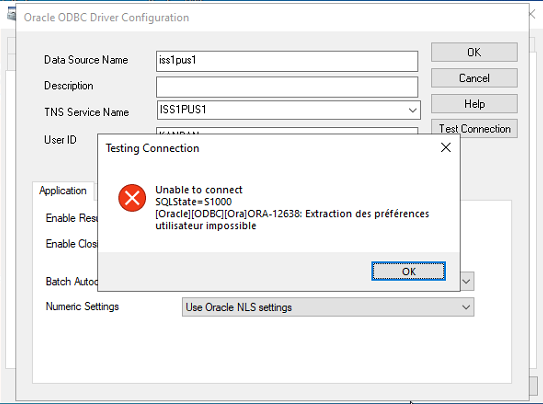 Oracle ODBC Driver Configuration
Data Source Name
iss1pus1
OK
Description
Cancel
TNS Service Name
ISS1PUS1
Help
User ID
Test Connection
Testing Connection
Unable to connect
SQLState=S1000
[Oracle][ODBC][Ora]ORA-12638: Extraction des préférences
utilisateur impossible
OK
Application
Enable Resu
Enable Closi
Batch Autoc
Numeric Settings
Use Oracle NLS settings